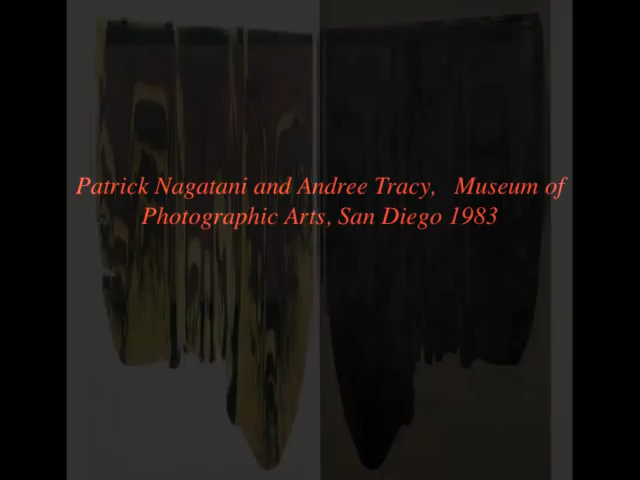 Patrick Nagatani and Andree Tracy, Museum of
Photographic Arts, San Diego 1983